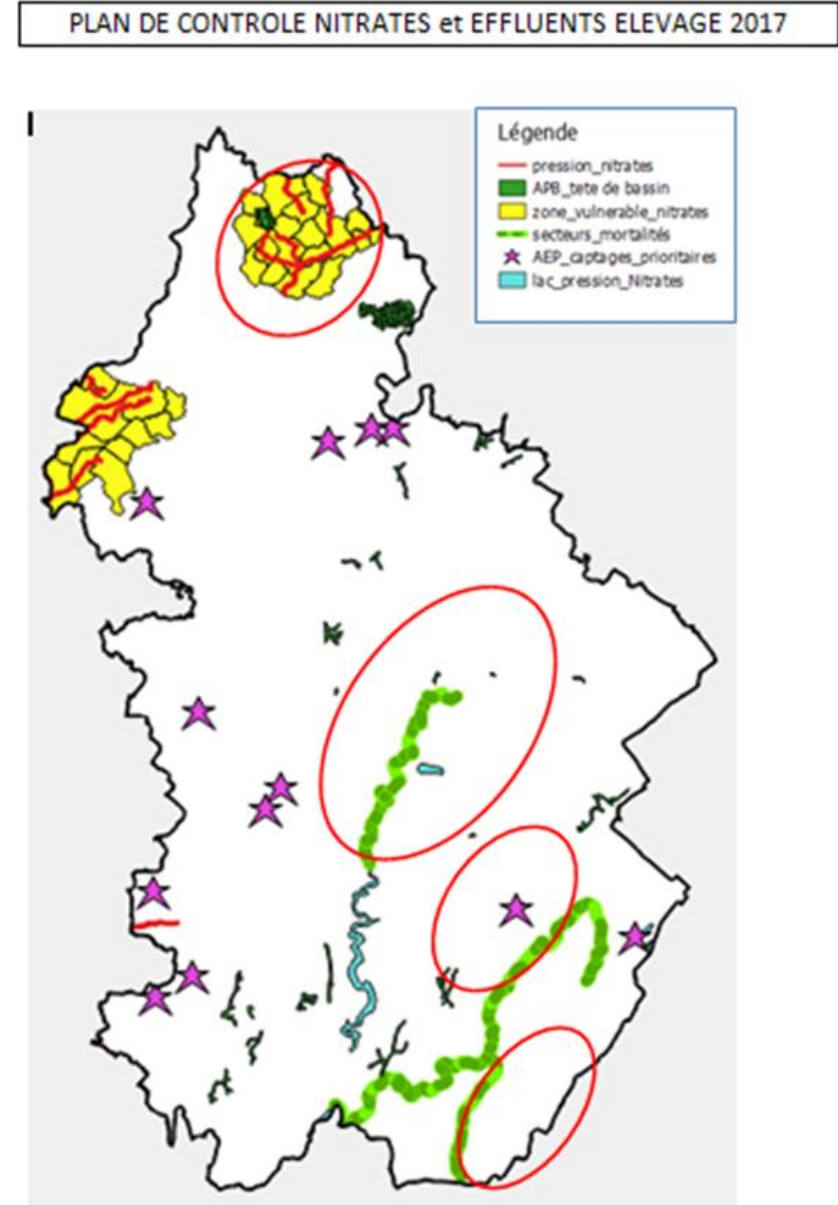 PLAN DE CONTROLE NITRATES et EFFLUENTS ELEVAGE 2017
Légende
pression_nitrates
APB_tete de bassin
zone_vulnerable_nitrates
secteurs_mortalités
AEP_captages_prioritaires
lac_pression_Nitrates